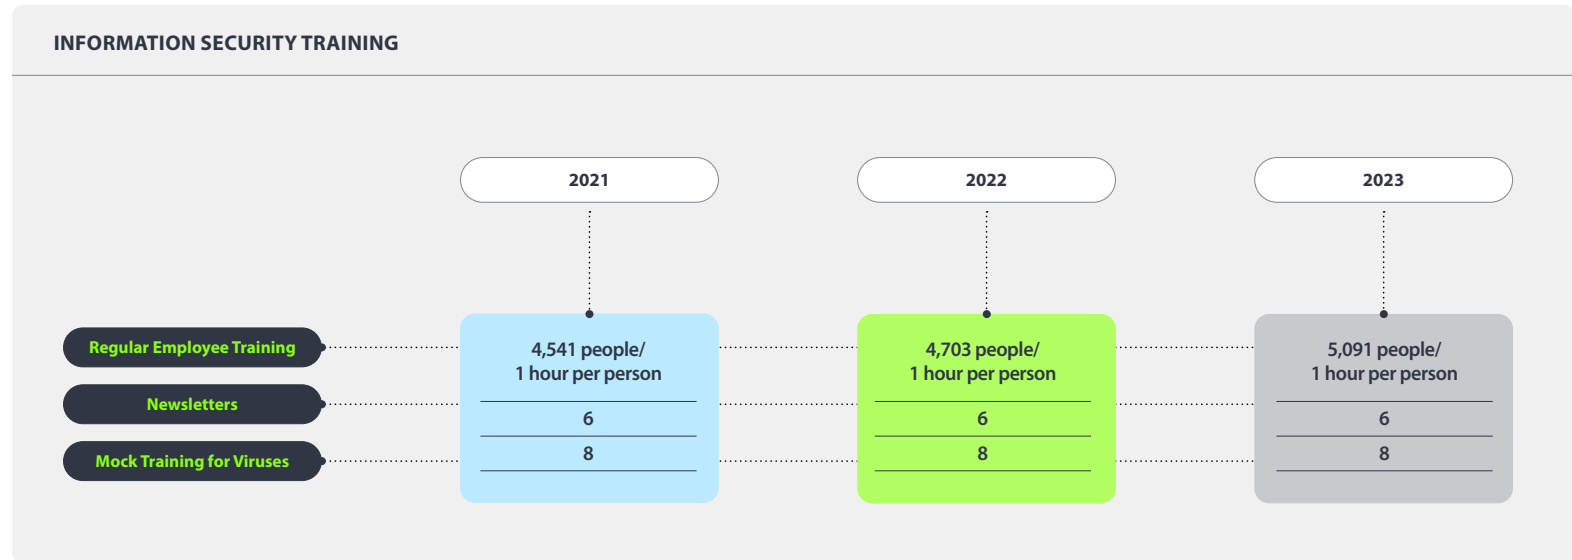 INFORMATION SECURITY TRAINING
2021
2022
2023
Regular Employee Training
4,541 people/
1 hour per person
4,703 people/
1 hour per person
5,091 people/
1 hour per person
Newsletters
6
6
6
Mock Training for Viruses
8
8
8